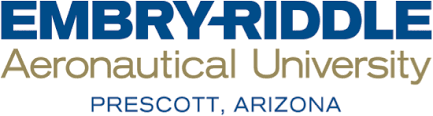 EMBRY-RIDDLE
Aeronautical University
PRESCOTT, ARIZONA